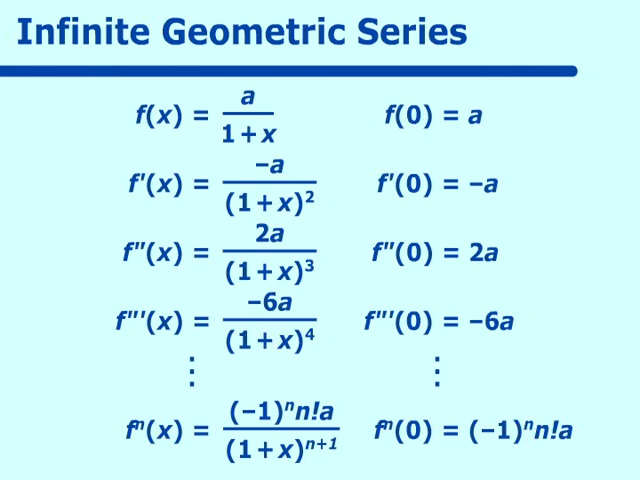 Infinite Geometric Series
f(x) = a/(1 + x)    f(0) = a
f'(x) = –a/(1 + x)²    f'(0) = –a
f"(x) = 2a/(1 + x)³    f"(0) = 2a
f"'(x) = –6a/(1 + x)⁴    f"'(0) = –6a
⋮    ⋮
fⁿ(x) = (–1)ⁿn!a/(1 + x)ⁿ⁺¹    fⁿ(0) = (–1)ⁿn!a